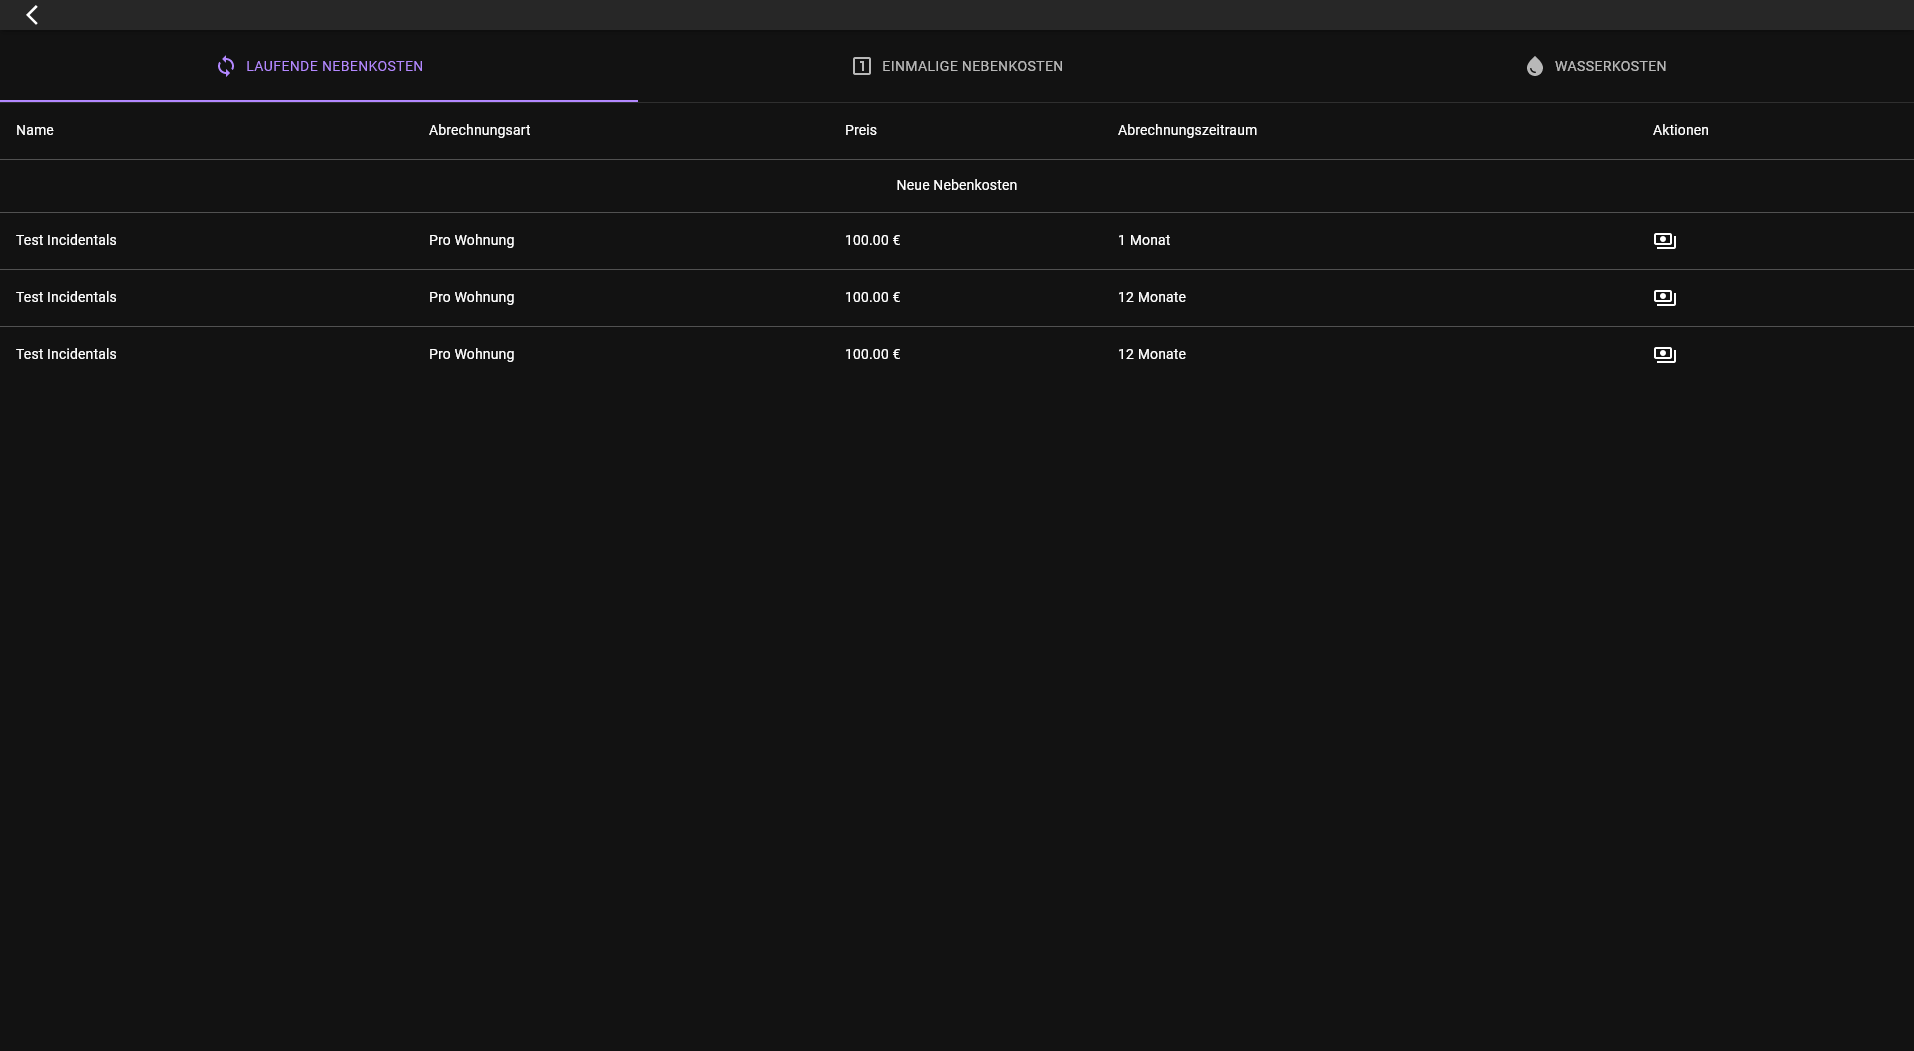 LAUFENDE NEBENKOSTEN 1 EINMALIGE NEBENKOSTEN WASSERKOSTEN
Name Abrechnungsart Preis Abrechnungszeitraum Aktionen
Neue Nebenkosten
Test Incidentals Pro Wohnung 100.00 € 1 Monat
Test Incidentals Pro Wohnung 100.00 € 12 Monate
Test Incidentals Pro Wohnung 100.00 € 12 Monate